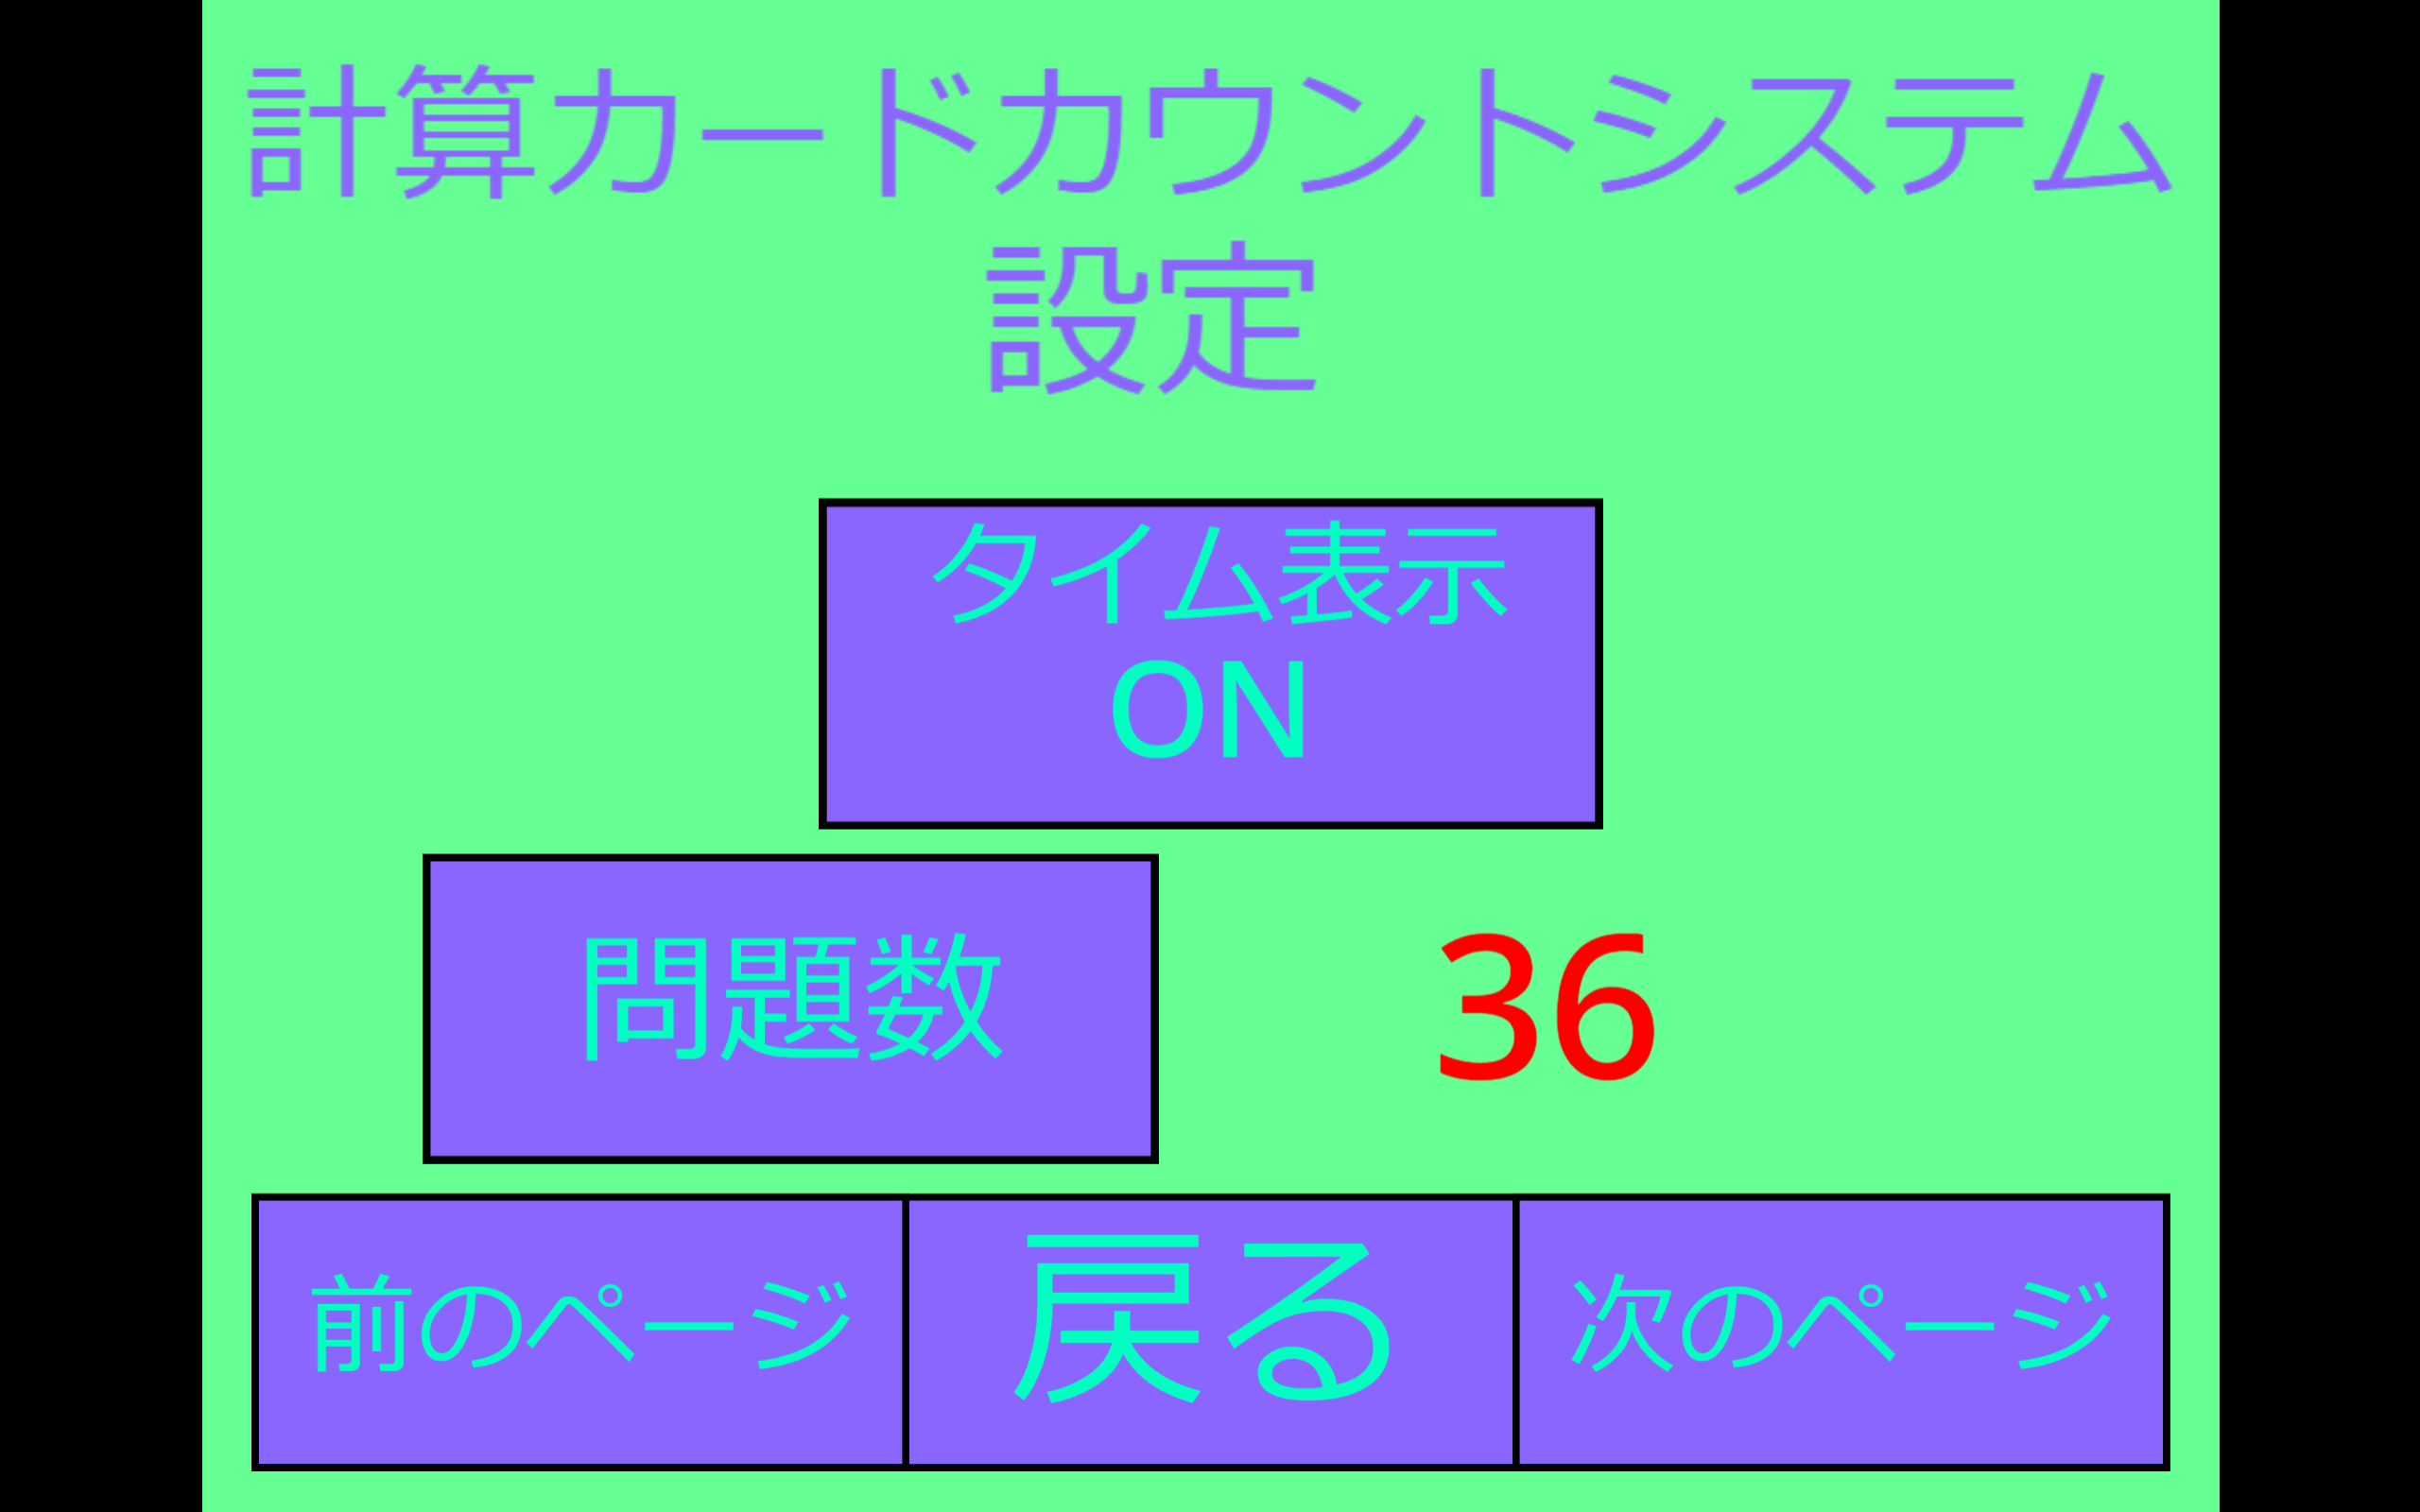 計算カードカウントシステム
設定
タイム表示
ON
問題数
36
前のページ
戻る
次のページ